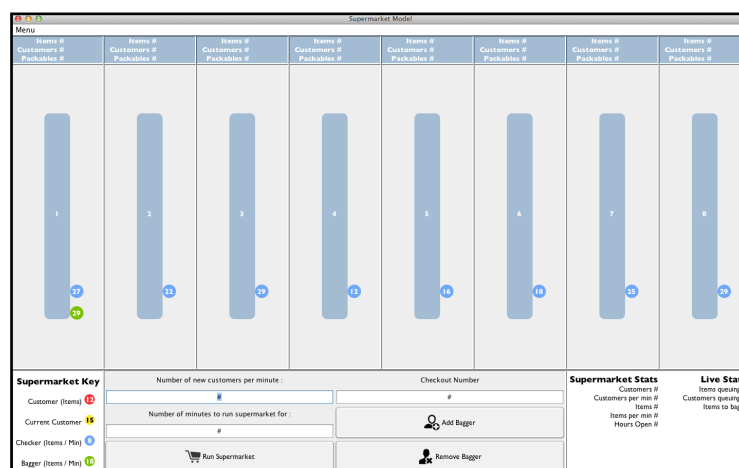 Supermarket Model
Menu
Items # Items # Items # Items # Items # Items # Items # Items #
Customers # Customers # Customers # Customers # Customers # Customers # Customers # Customers #
Packables # Packables # Packables # Packables # Packables # Packables # Packables # Packables #
1 2 3 4 5 6 7 8
27 22 29 12 16 18 25 29
29
Supermarket Key
Customer (Items) 12
Current Customer 15
Checker (Items / Min) 8
Bagger (Items / Min) 18
Number of new customers per minute :
#
Number of minutes to run supermarket for :
#
Run Supermarket
Checkout Number
#
Add Bagger
Remove Bagger
Supermarket Stats
Customers #
Customers per min #
Items #
Items per min #
Hours Open #
Live Stat
Items queuing
Customers queuing
Items to bag